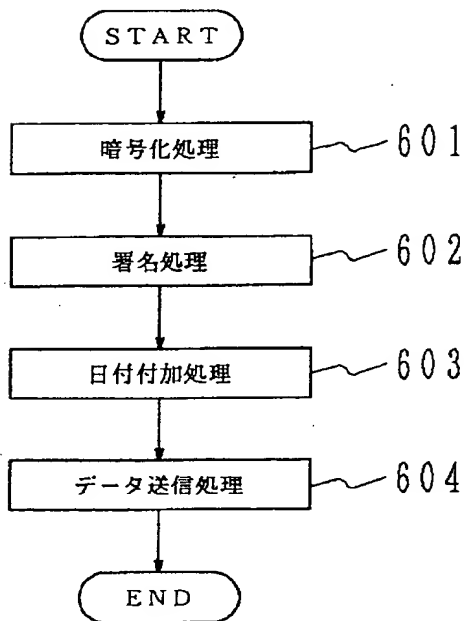 START
暗号化処理 601
署名処理 602
日付付加処理 603
データ送信処理 604
END